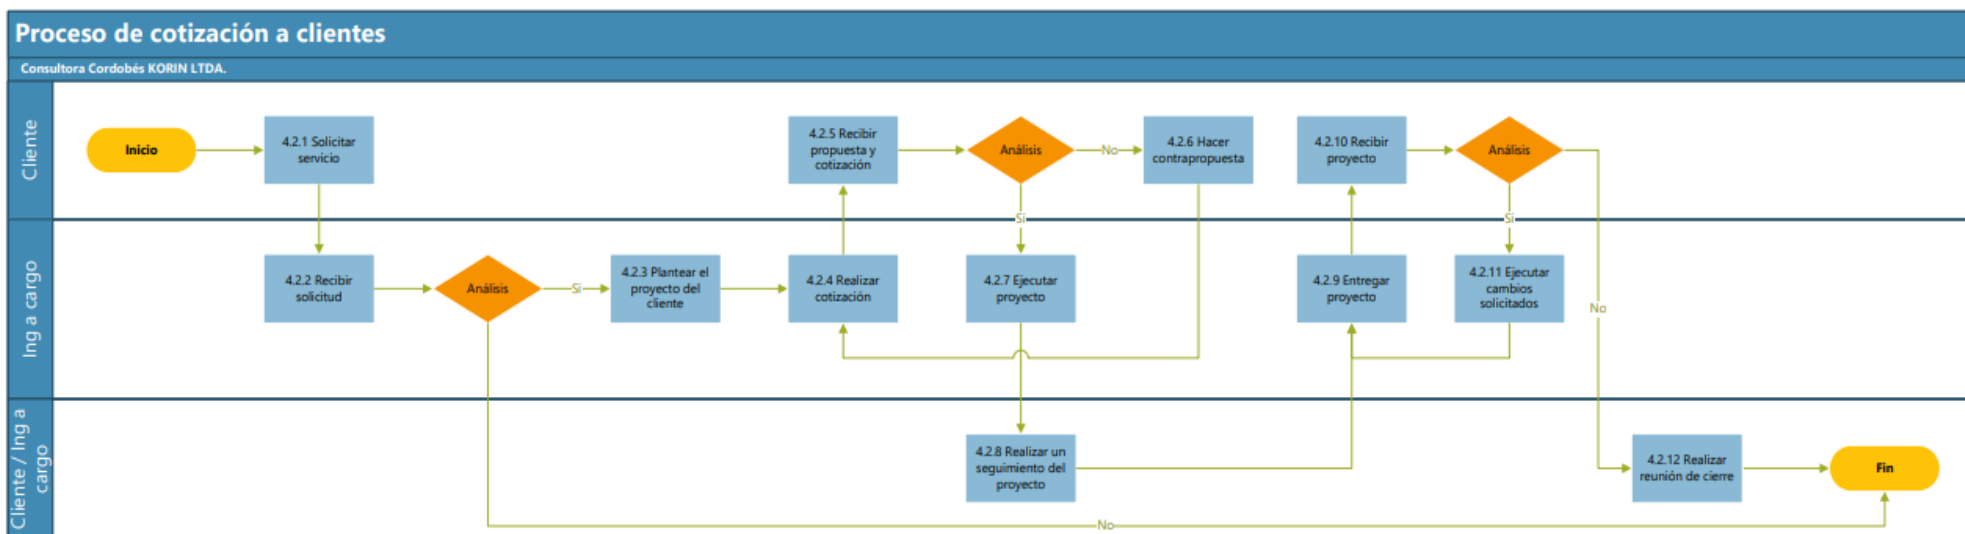 Proceso de cotización a clientes
Consultora Cordobés KORIN LTDA.
Cliente
Inicio
4.2.1 Solicitar
servicio
4.2.5 Recibir
propuesta y
cotización
Análisis
No
4.2.6 Hacer
contrapropuesta
4.2.10 Recibir
proyecto
Análisis
Sí
Sí
Ing a cargo
4.2.2 Recibir
solicitud
Análisis
Sí
4.2.3 Plantear el
proyecto del
cliente
4.2.4 Realizar
cotización
4.2.7 Ejecutar
proyecto
4.2.9 Entregar
proyecto
4.2.11 Ejecutar
cambios
solicitados
No
Cliente / Ing a
cargo
4.2.8 Realizar un
seguimiento del
proyecto
4.2.12 Realizar
reunión de cierre
Fin
No